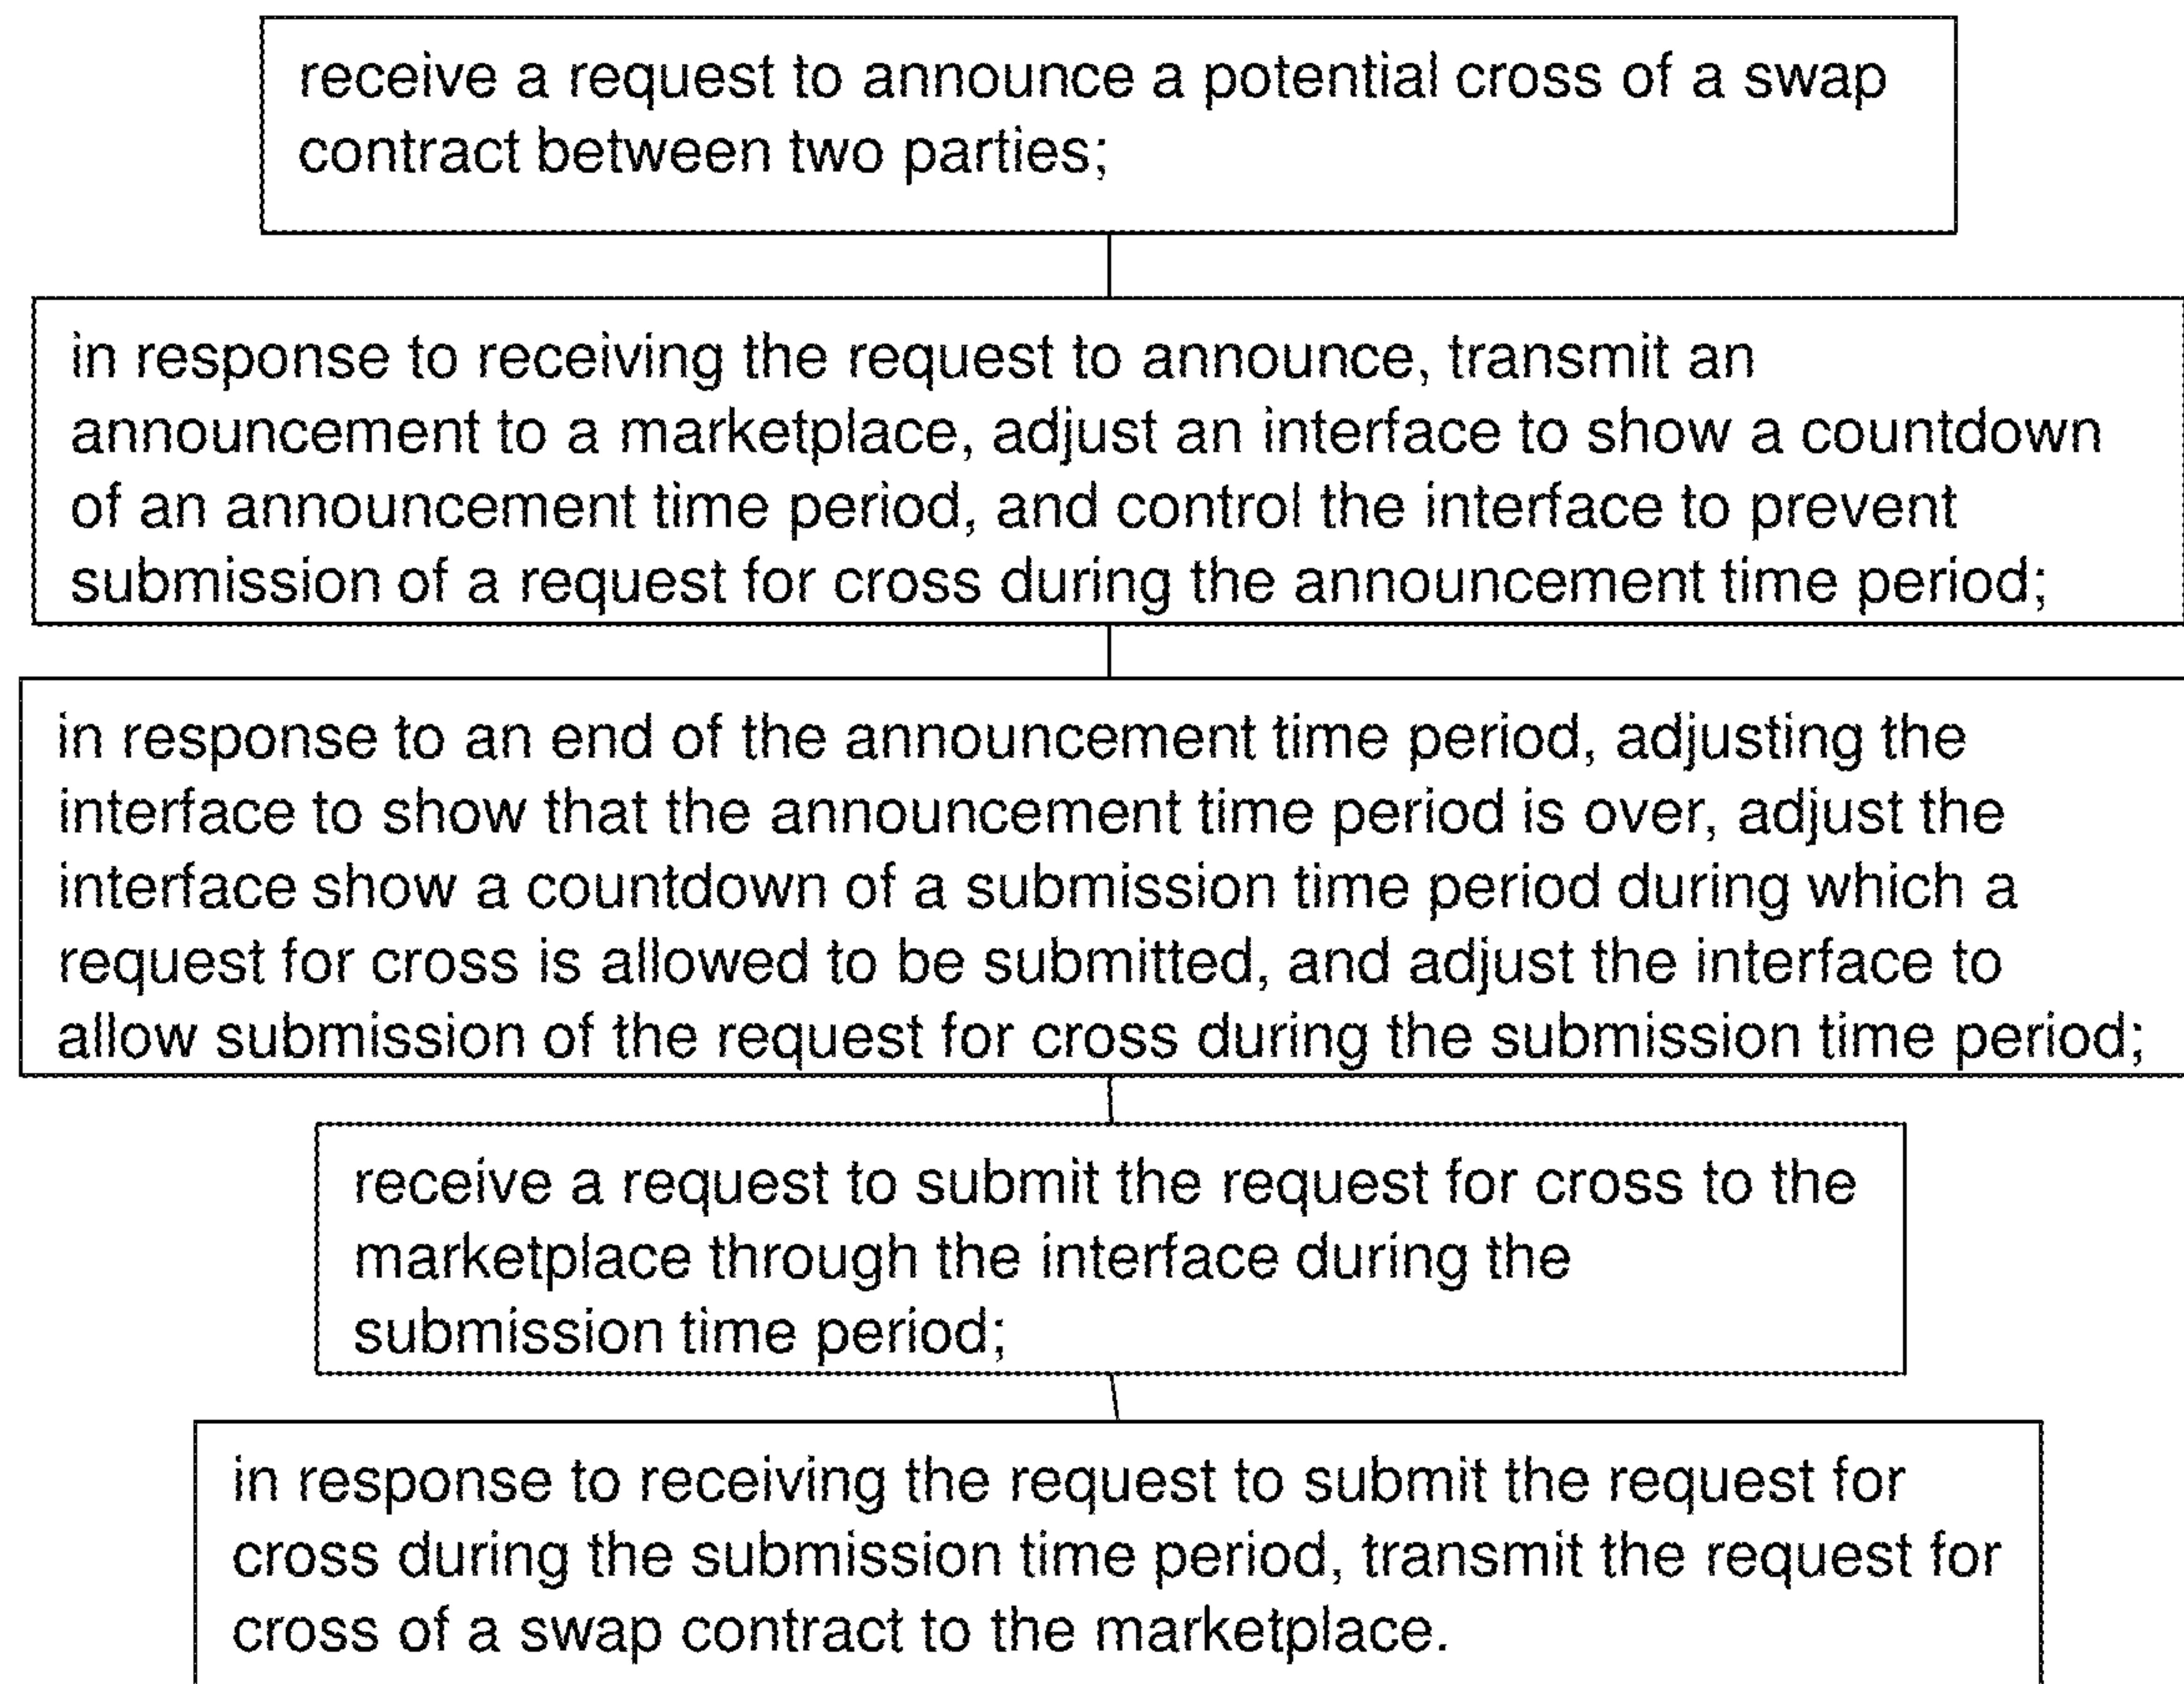 receive a request to announce a potential cross of a swap
contract between two parties;
in response to receiving the request to announce, transmit an
announcement to a marketplace, adjust an interface to show a countdown
of an announcement time period, and control the interface to prevent
submission of a request for cross during the announcement time period;
in response to an end of the announcement time period, adjusting the
interface to show that the announcement time period is over, adjust the
interface show a countdown of a submission time period during which a
request for cross is allowed to be submitted, and adjust the interface to
allow submission of the request for cross during the submission time period;
receive a request to submit the request for cross to the
marketplace through the interface during the
submission time period;
in response to receiving the request to submit the request for
cross during the submission time period, transmit the request for
cross of a swap contract to the marketplace.